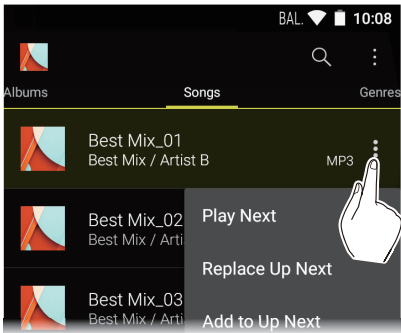 BAL. 10:08
Albums Songs Genres
Best Mix_01
Best Mix / Artist B MP3
Best Mix_02
Best Mix / Arti
Play Next
Replace Up Next
Best Mix_03
Best Mix / Arti
Add to Up Next